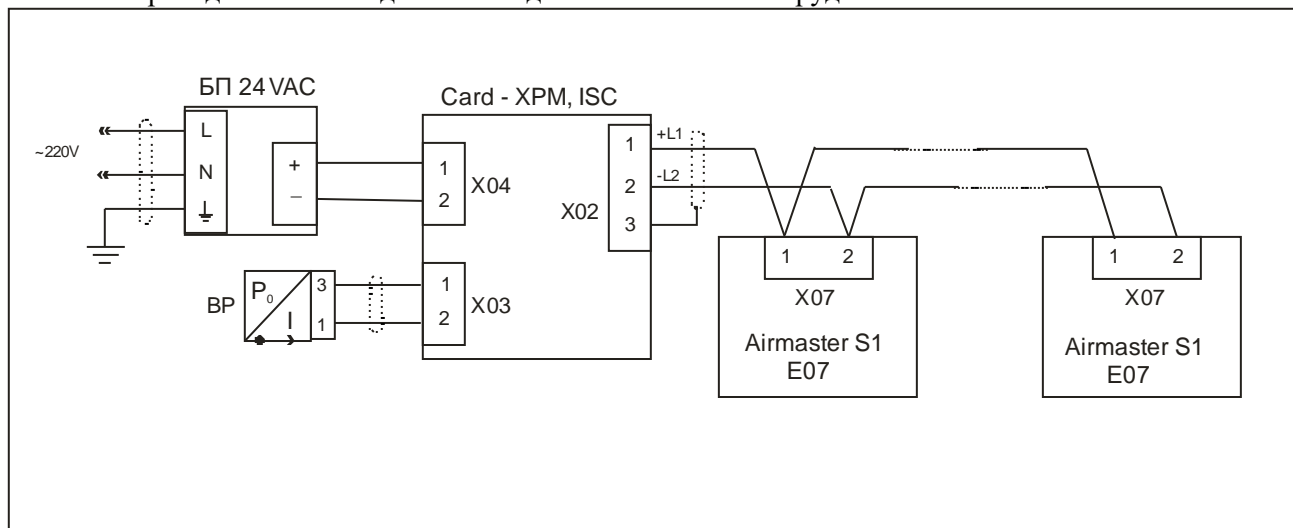 БП 24 VAC
L
N
~220V
+
−
Card - XPM, ISC
1
2
X04
1
2
X03
1
2
3
X02
+L1
-L2
BP
P₀
I
3
1
1 2
X07
Airmaster S1
E07
1 2
X07
Airmaster S1
E07